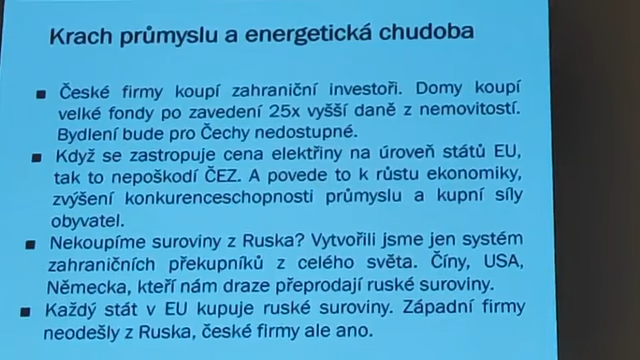 Krach průmyslu a energetická chudoba
▪ České firmy koupí zahraniční investoři. Domy koupí
velké fondy po zavedení 25x vyšší daně z nemovitostí.
Bydlení bude pro Čechy nedostupné.
▪ Když se zastropuje cena elektřiny na úroveň států EU,
tak to nepoškodí ČEZ. A povede to k růstu ekonomiky,
zvýšení konkurenceschopnosti průmyslu a kupní síly
obyvatel.
▪ Nekoupíme suroviny z Ruska? Vytvořili jsme jen systém
zahraničních překupníků z celého světa. Číny, USA,
Německa, kteří nám draze přeprodají ruské suroviny.
▪ Každý stát v EU kupuje ruské suroviny. Západní firmy
neodešly z Ruska, české firmy ale ano.